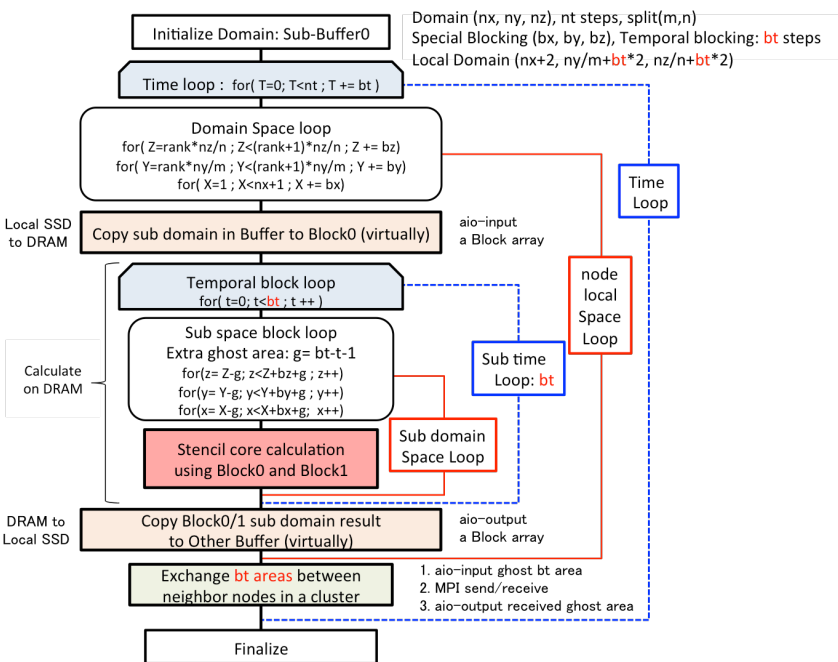 Initialize Domain: Sub-Buffer0
Domain (nx, ny, nz), nt steps, split(m,n)
Special Blocking (bx, by, bz), Temporal blocking: bt steps
Local Domain (nx+2, ny/m+bt*2, nz/n+bt*2)
Time loop : for( T=0; T<nt ; T += bt )
Domain Space loop
for( Z=rank*nz/n ; Z<(rank+1)*nz/n ; Z += bz)
for( Y=rank*ny/m ; Y<(rank+1)*ny/m ; Y += by)
for( X=1 ; X<nx+1 ; X += bx)
Time
Loop
Local SSD
to DRAM
Copy sub domain in Buffer to Block0 (virtually)
aio-input
a Block array
Temporal block loop
for( t=0; t<bt ; t ++ )
node
local
Space
Loop
Calculate
on DRAM
Sub space block loop
Extra ghost area: g= bt-t-1
for(z= Z-g; z<Z+bz+g ; z++)
for(y= Y-g; y<Y+by+g ; y++)
for(x= X-g; x<X+bx+g; x++)
Sub time
Loop: bt
Stencil core calculation
using Block0 and Block1
Sub domain
Space Loop
DRAM to
Local SSD
Copy Block0/1 sub domain result
to Other Buffer (virtually)
aio-output
a Block array
Exchange bt areas between
neighbor nodes in a cluster
1. aio-input ghost bt area
2. MPI send/receive
3. aio-output received ghost area
Finalize